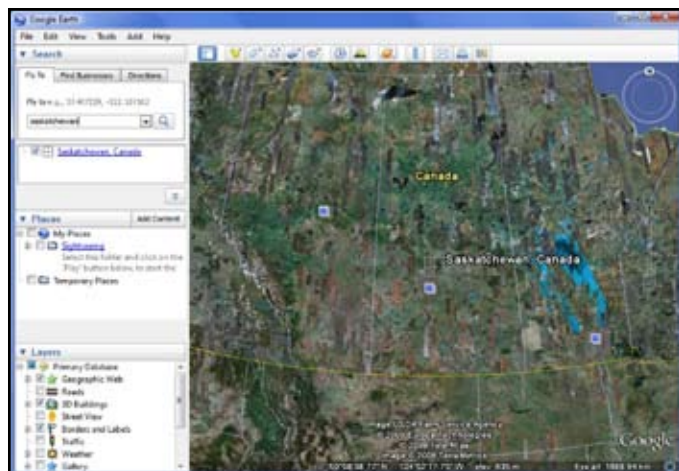 Google Earth
File Edit View Tools Add Help
Search
Fly To Find Businesses Directions
Fly to e.g.,
saskatchewan
Saskatchewan, Canada
Places Add Content
My Places
Sightseeing
Select this folder and click on the
'Play' button below, to start the
Temporary Places
Layers
Primary Database
Geographic Web
Roads
3D Buildings
Street View
Borders and Labels
Traffic
Weather
Gallery
Canada
Saskatchewan, Canada
Google